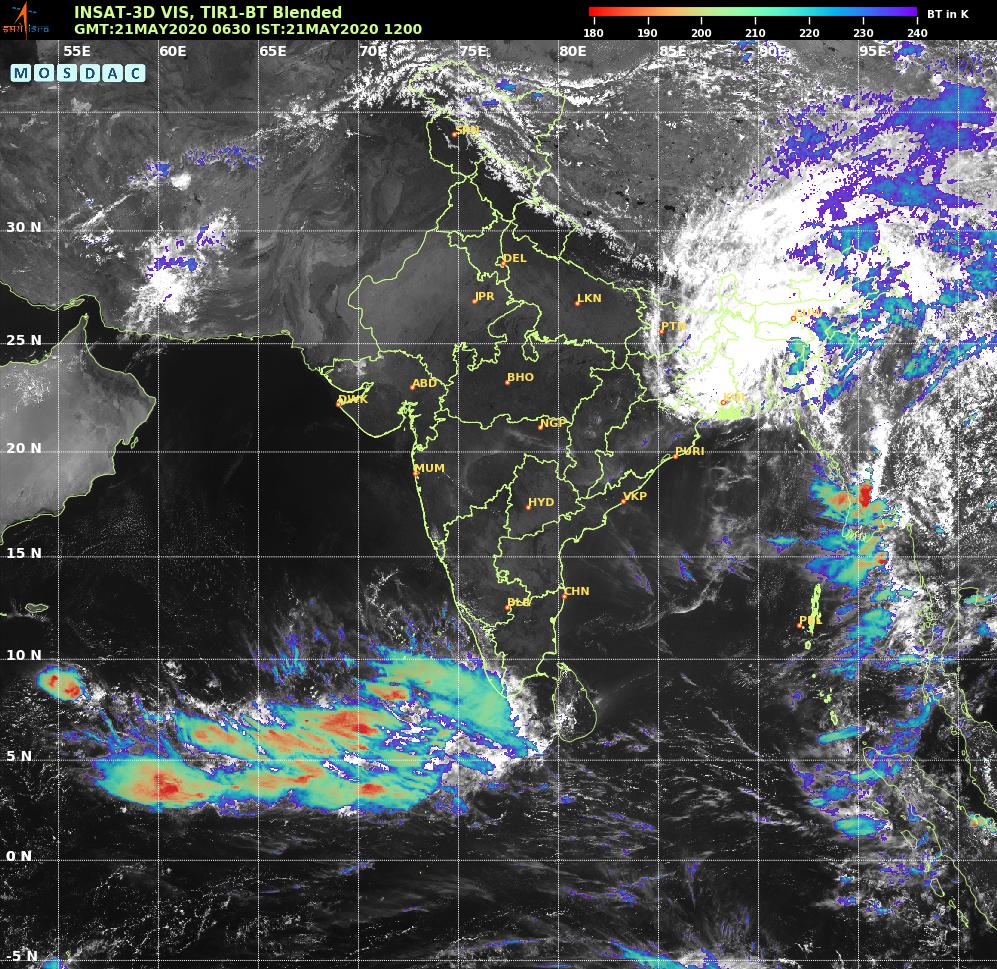 INSAT-3D VIS, TIR1-BT Blended
GMT:21MAY2020 0630 IST:21MAY2020 1200
BT in K
180 190 200 210 220 230 240
55E 60E 65E 70E 75E 80E 85E 90E 95E
MOSDAC
SRN
30 N
DEL
JPR LKN
PTN
25 N
ABD BHO
DWK
NGP
20 N
PURI
MUM
HYD VKP
15 N
BLR CHN
PBL
10 N
5 N
0 N
-5 N